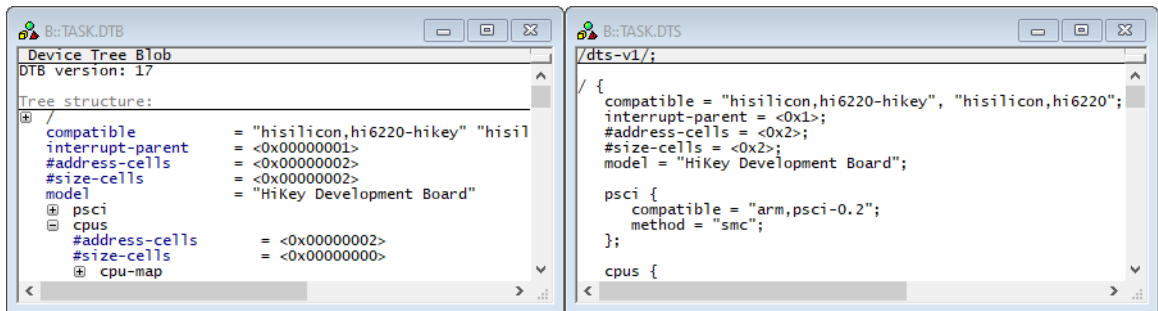 B::TASK.DTB
Device Tree Blob
DTB version: 17
Tree structure:
/
compatible = "hisilicon,hi6220-hikey" "hisil
interrupt-parent = <0x00000001>
#address-cells = <0x00000002>
#size-cells = <0x00000002>
model = "HiKey Development Board"
psci
cpus
#address-cells = <0x00000002>
#size-cells = <0x00000000>
cpu-map
B::TASK.DTS
/dts-v1/;
/ {
compatible = "hisilicon,hi6220-hikey", "hisilicon,hi6220";
interrupt-parent = <0x1>;
#address-cells = <0x2>;
#size-cells = <0x2>;
model = "HiKey Development Board";
psci {
compatible = "arm,psci-0.2";
method = "smc";
};
cpus {